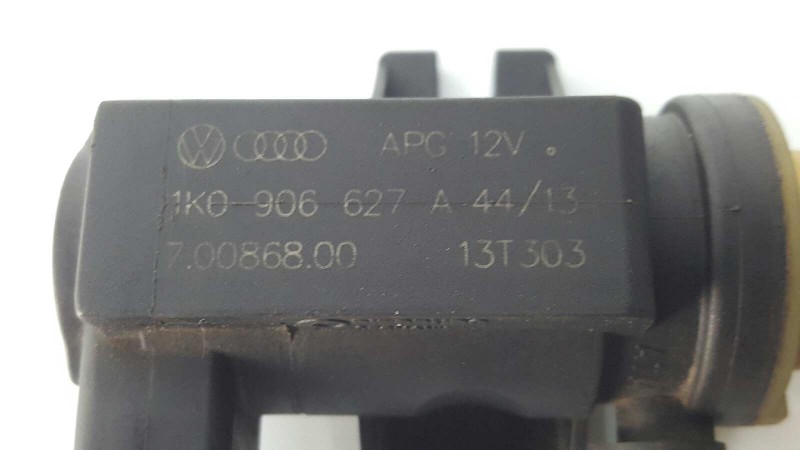 APG 12V .
1K0 906 627 A 44/13
7.00868.00 13T303